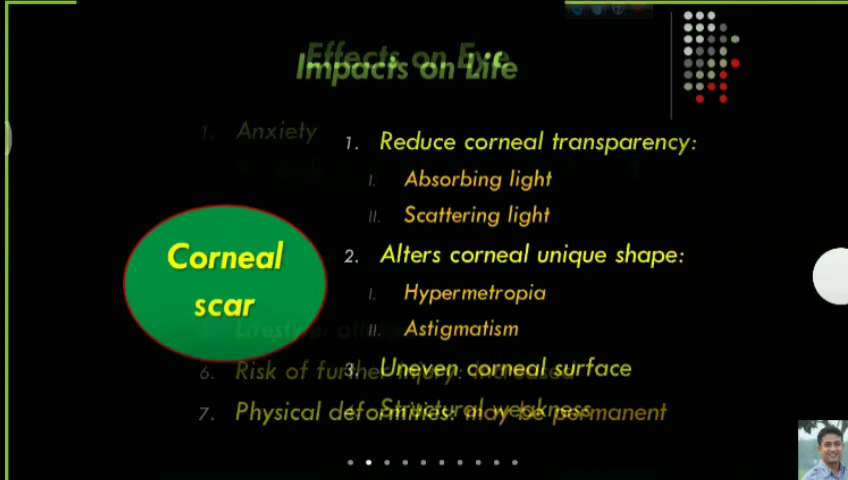 Effects on Eye
Impacts on Life
1. Anxiety
1. Reduce corneal transparency:
I. Absorbing light
II. Scattering light
Corneal
scar
2. Alters corneal unique shape:
I. Hypermetropia
II. Astigmatism
3. Uneven corneal surface
6. Risk of further injury: increased
4. Structural weakness
7. Physical deformities: may be permanent